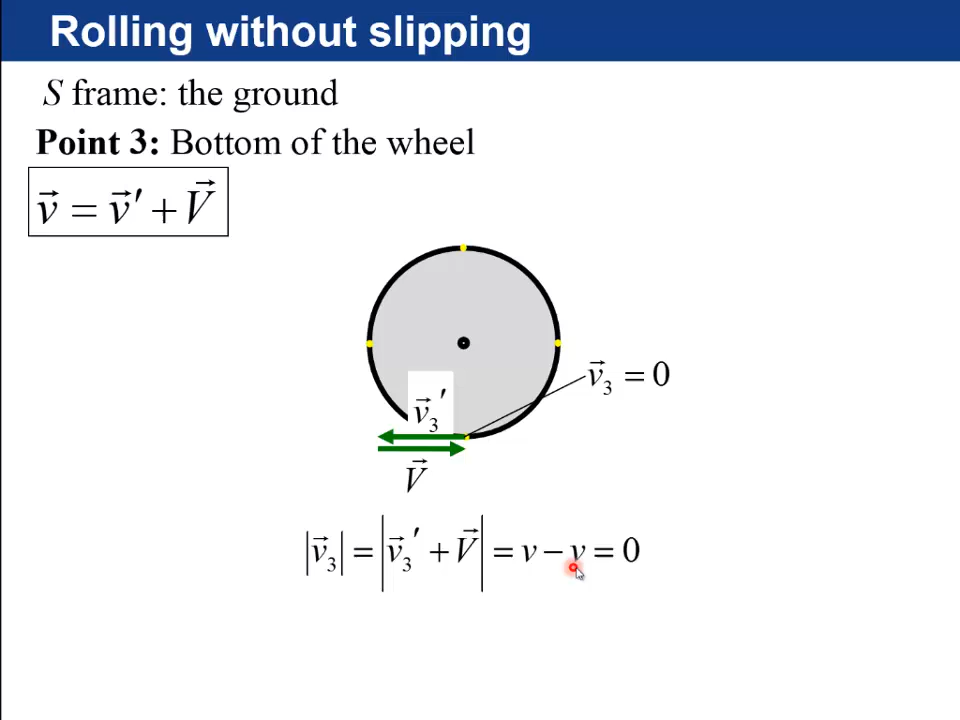 Rolling without slipping
S frame: the ground
Point 3: Bottom of the wheel
v⃗ = v⃗′ + V⃗
v⃗₃ = 0
v⃗₃′
V⃗
|v⃗₃| = |v⃗₃′ + V⃗| = v − v = 0